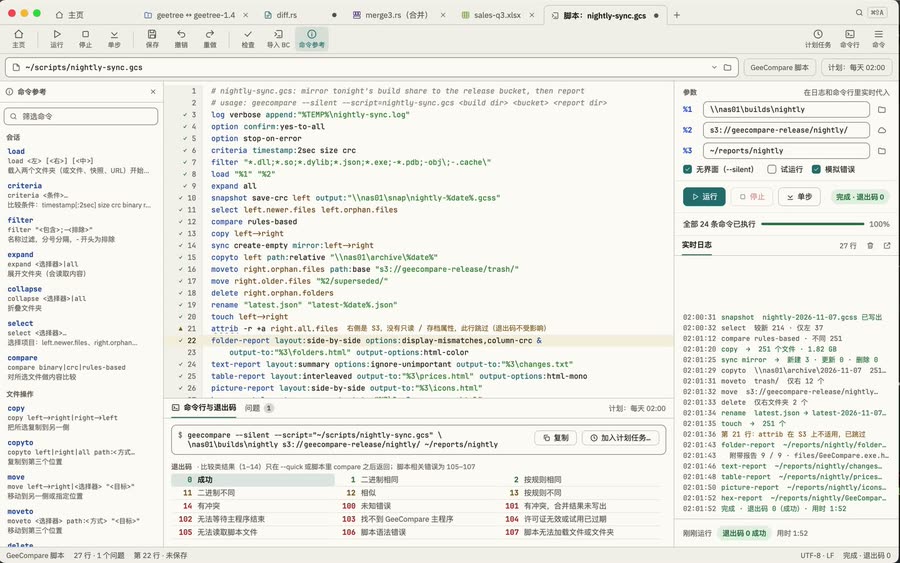 主页
geetree ↔ geetree-1.4
diff.rs
merge3.rs（合并）
sales-q3.xlsx
脚本：nightly-sync.gcs
主页
运行
停止
单步
保存
撤销
重做
检查
导入 BC
命令参考
计划任务
命令行
命令
~/scripts/nightly-sync.gcs
GeeCompare 脚本
计划：每天 02:00
命令参考
筛选命令
会话
load
load <左> [<右>] [<中>]
载入两个文件夹（或文件、快照、URL）开始…
criteria
criteria <条件>…
比较条件：timestamp[:2sec] size crc binary r…
filter
filter "<包含>;-<排除>"
名称过滤，分号分隔，- 开头为排除
expand
expand <选择器>|all
展开文件夹（会读取内容）
collapse
collapse <选择器>|all
折叠文件夹
select
select <选择器>…
选择项目：left.newer.files、right.orphan…
compare
compare binary|crc|rules-based
对所选文件做内容比较
文件操作
copy
copy left→right|right→left
把所选复制到另一侧
copyto
copyto left|right|all path:<方式…
复制到第三个位置
move
move left→right|right→left "<目标>"
移动到另一侧或指定位置
moveto
moveto <选择器> path:<方式> "<目标>"
移动到第三个位置
delete
1 # nightly-sync.gcs: mirror tonight's build share to the release bucket, then report
2 # usage: geecompare --silent --script=nightly-sync.gcs <build dir> <bucket> <report dir>
3 log verbose append:"%TEMP%\nightly-sync.log"
4 option confirm:yes-to-all
5 option stop-on-error
6 criteria timestamp:2sec size crc
7 filter "*.dll;*.so;*.dylib;*.json;*.exe;-*.pdb;-obj\;-.cache\"
8 load "%1" "%2"
9 expand all
10 snapshot save-crc left output:"\\nas01\snap\nightly-%date%.gcss"
11 select left.newer.files left.orphan.files
12 compare rules-based
13 copy left→right
14 sync create-empty mirror:left→right
15 copyto left path:relative "\\nas01\archive\%date%"
16 moveto right.orphan.files path:base "s3://geecompare-release/trash/"
17 move right.older.files "%2/superseded/"
18 delete right.orphan.folders
19 rename "latest.json" "latest-%date%.json"
20 touch left→right
21 attrib -r +a right.all.files 右侧是 S3，没有只读 / 存档属性，此行跳过（退出码不受影响）
22 folder-report layout:side-by-side options:display-mismatches,column-crc &
23 output-to:"%3\folders.html" output-options:html-color
24 text-report layout:summary options:ignore-unimportant output-to:"%3\changes.txt"
25 table-report layout:interleaved output-to:"%3\prices.html" output-options:html-mono
26 picture-report layout:side-by-side output-to:"%3\icons.html"
命令行与退出码
问题 1
计划：每天 02:00
$ geecompare --silent --script="~/scripts/nightly-sync.gcs" \
\\nas01\builds\nightly s3://geecompare-release/nightly/ ~/reports/nightly
复制
加入计划任务…
退出码 · 比较类结果（1–14）只在 --quick 或脚本里 compare 之后返回；脚本相关错误为 105–107
0 成功
1 二进制相同
2 按规则相同
11 二进制不同
12 相似
13 按规则不同
14 有冲突
100 未知错误
101 有冲突，合并结果未写出
102 无法等待主程序结束
103 找不到 GeeCompare 主程序
104 许可证无效或试用已过期
105 无法读取脚本文件
106 脚本语法错误
107 脚本无法加载文件或文件夹
参数
在日志和命令行里实时代入
%1 \\nas01\builds\nightly
%2 s3://geecompare-release/nightly/
%3 ~/reports/nightly
无界面（--silent）
试运行
模拟错误
运行
停止
单步
完成 · 退出码 0
全部 24 条命令已执行
100%
实时日志
27 行
02:00:31 snapshot nightly-2026-11-07.gcss 已写出
02:00:31 select 较新 214 · 仅左 37
02:01:12 compare rules-based · 不同 251
02:01:20 copy → 251 个文件 · 1.82 GB
02:01:25 sync mirror → 新建 3 · 更新 0 · 删除 0
02:01:29 copyto \\nas01\archive\2026-11-07 251…
02:01:31 moveto trash/ 仅右 12 个
02:01:32 move s3://geecompare-release/nightly…
02:01:33 delete 仅右文件夹 2 个
02:01:34 rename latest.json → latest-2026-11-07…
02:01:35 touch → 251 个
02:01:36 第 21 行：attrib 在 S3 上不适用，已跳过
02:01:43 folder-report ~/reports/nightly/folder…
02:01:43 附带报告 9 / 9 · files/GeeCompare.exe.h…
02:01:46 text-report ~/reports/nightly/changes…
02:01:48 table-report ~/reports/nightly/prices…
02:01:50 picture-report ~/reports/nightly/icons…
02:01:52 hex-report ~/reports/nightly/GeeCompar…
02:01:52 完成 · 退出码 0（成功）· 用时 1:52
刚刚运行
退出码 0 成功
用时 1:52
GeeCompare 脚本
27 行 · 1 个问题
第 22 行 · 未保存
UTF-8 · LF
完成 · 退出码 0